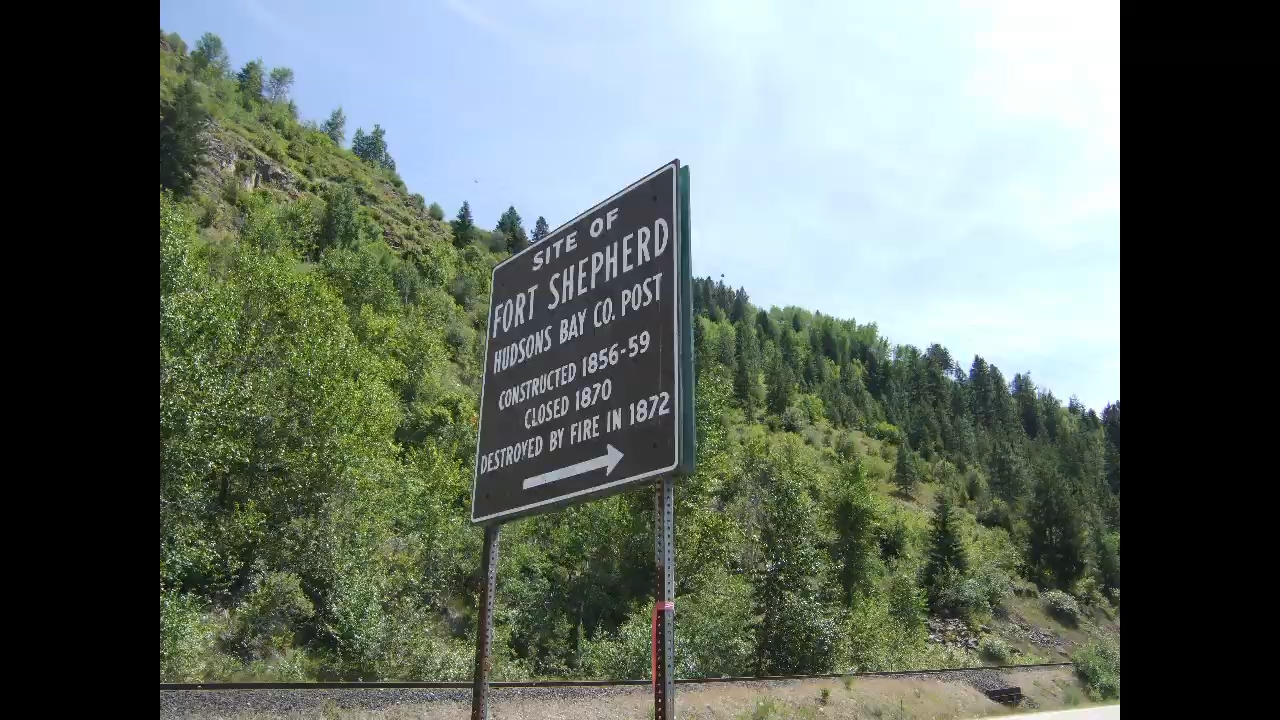 SITE OF
FORT SHEPHERD
HUDSONS BAY CO. POST
CONSTRUCTED 1856-59
CLOSED 1870
DESTROYED BY FIRE IN 1872